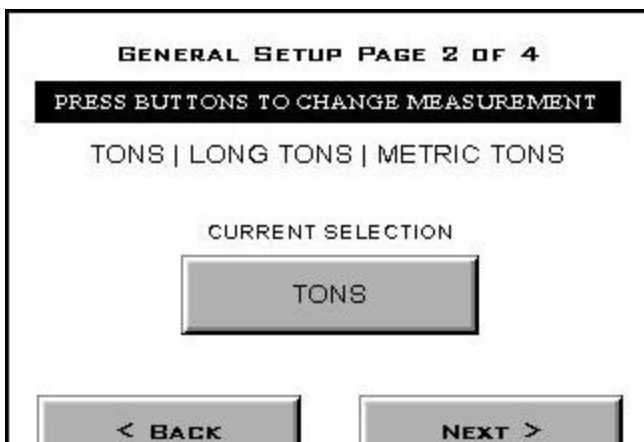 GENERAL SETUP PAGE 2 OF 4
PRESS BUTTONS TO CHANGE MEASUREMENT
TONS | LONG TONS | METRIC TONS
CURRENT SELECTION
TONS
< BACK
NEXT >